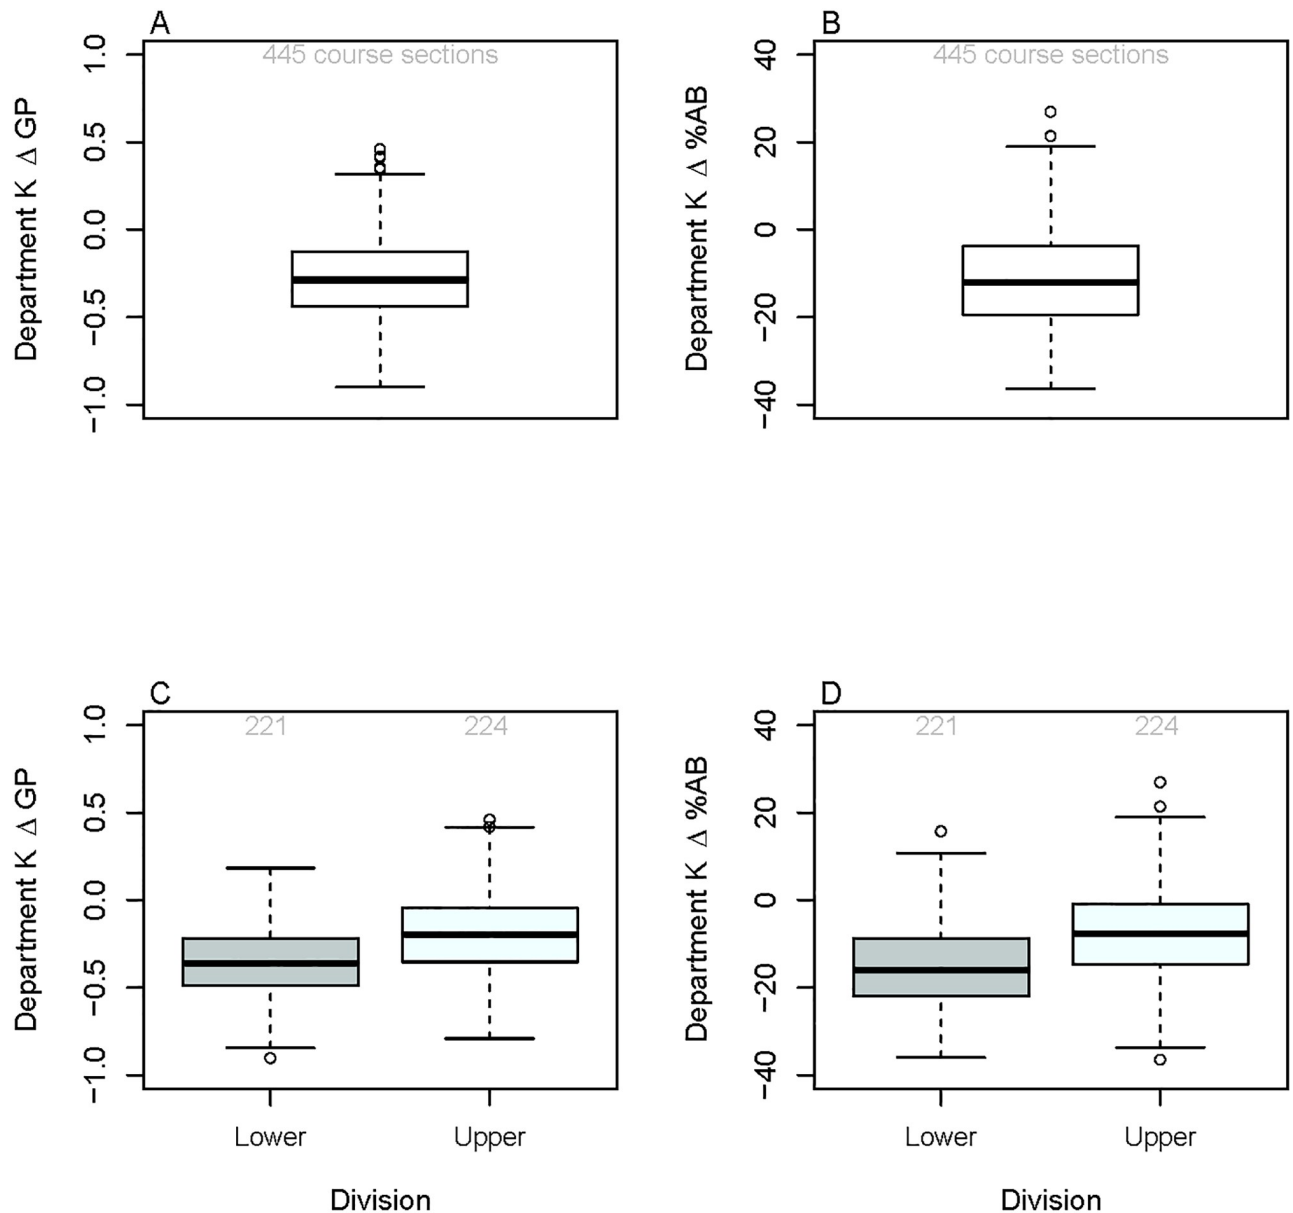 A
445 course sections
Department K Δ GP
1.0
0.5
0.0
−0.5
−1.0
B
445 course sections
Department K Δ %AB
40
20
0
−20
−40
C
221
224
Department K Δ GP
1.0
0.5
0.0
−0.5
−1.0
Lower
Upper
Division
D
221
224
Department K Δ %AB
40
20
0
−20
−40
Lower
Upper
Division